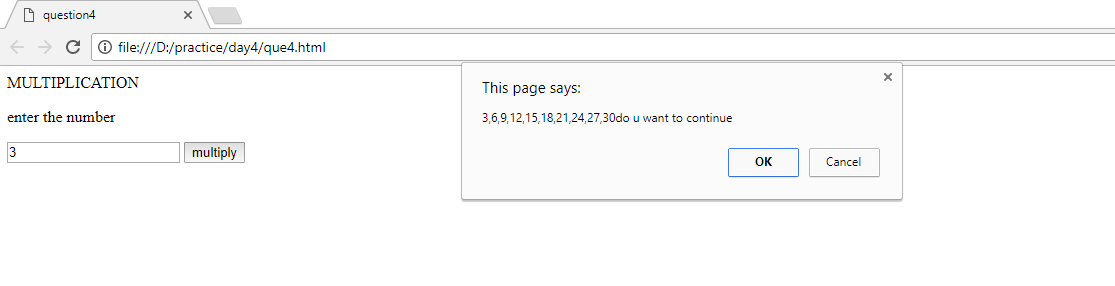 question4
file:///D:/practice/day4/que4.html
MULTIPLICATION
enter the number
3 multiply
This page says:
3,6,9,12,15,18,21,24,27,30do u want to continue
OK Cancel